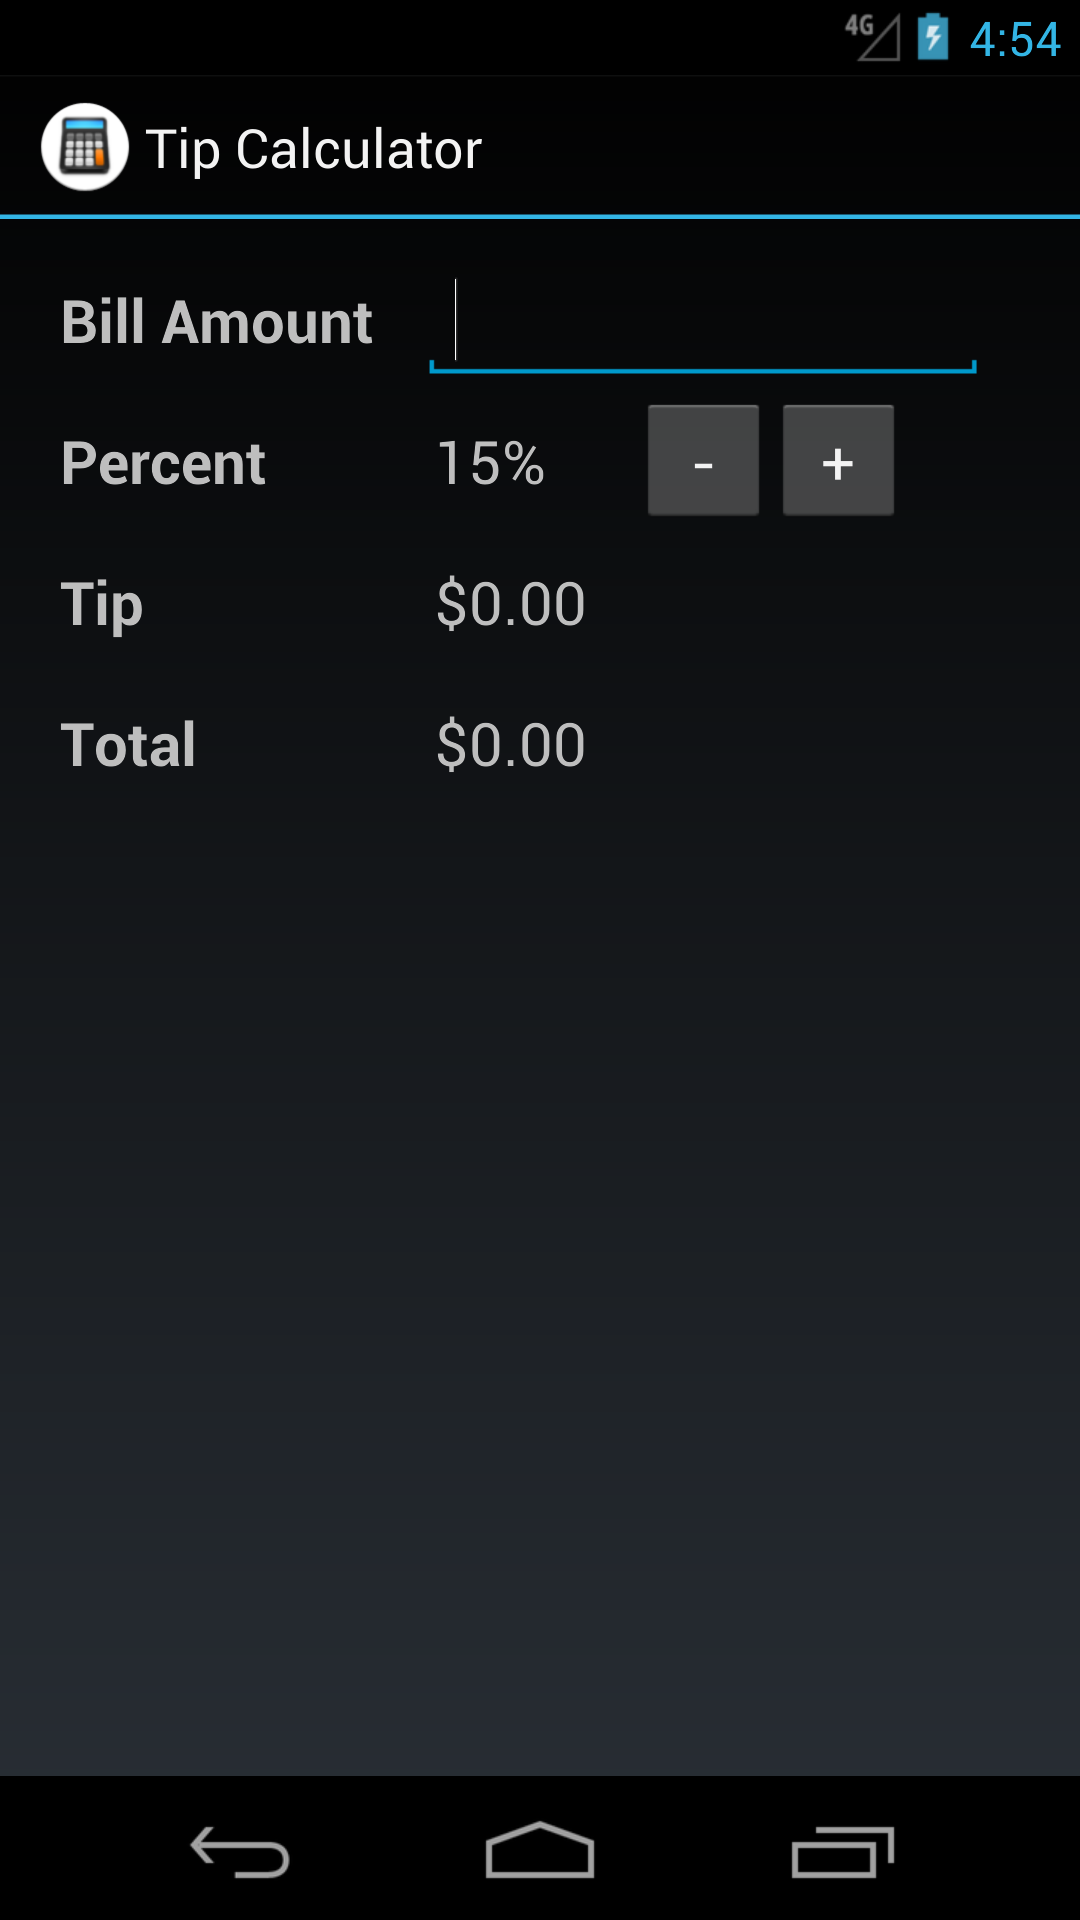 4G 4:54
Tip Calculator
Bill Amount
Percent 15% - +
Tip $0.00
Total $0.00